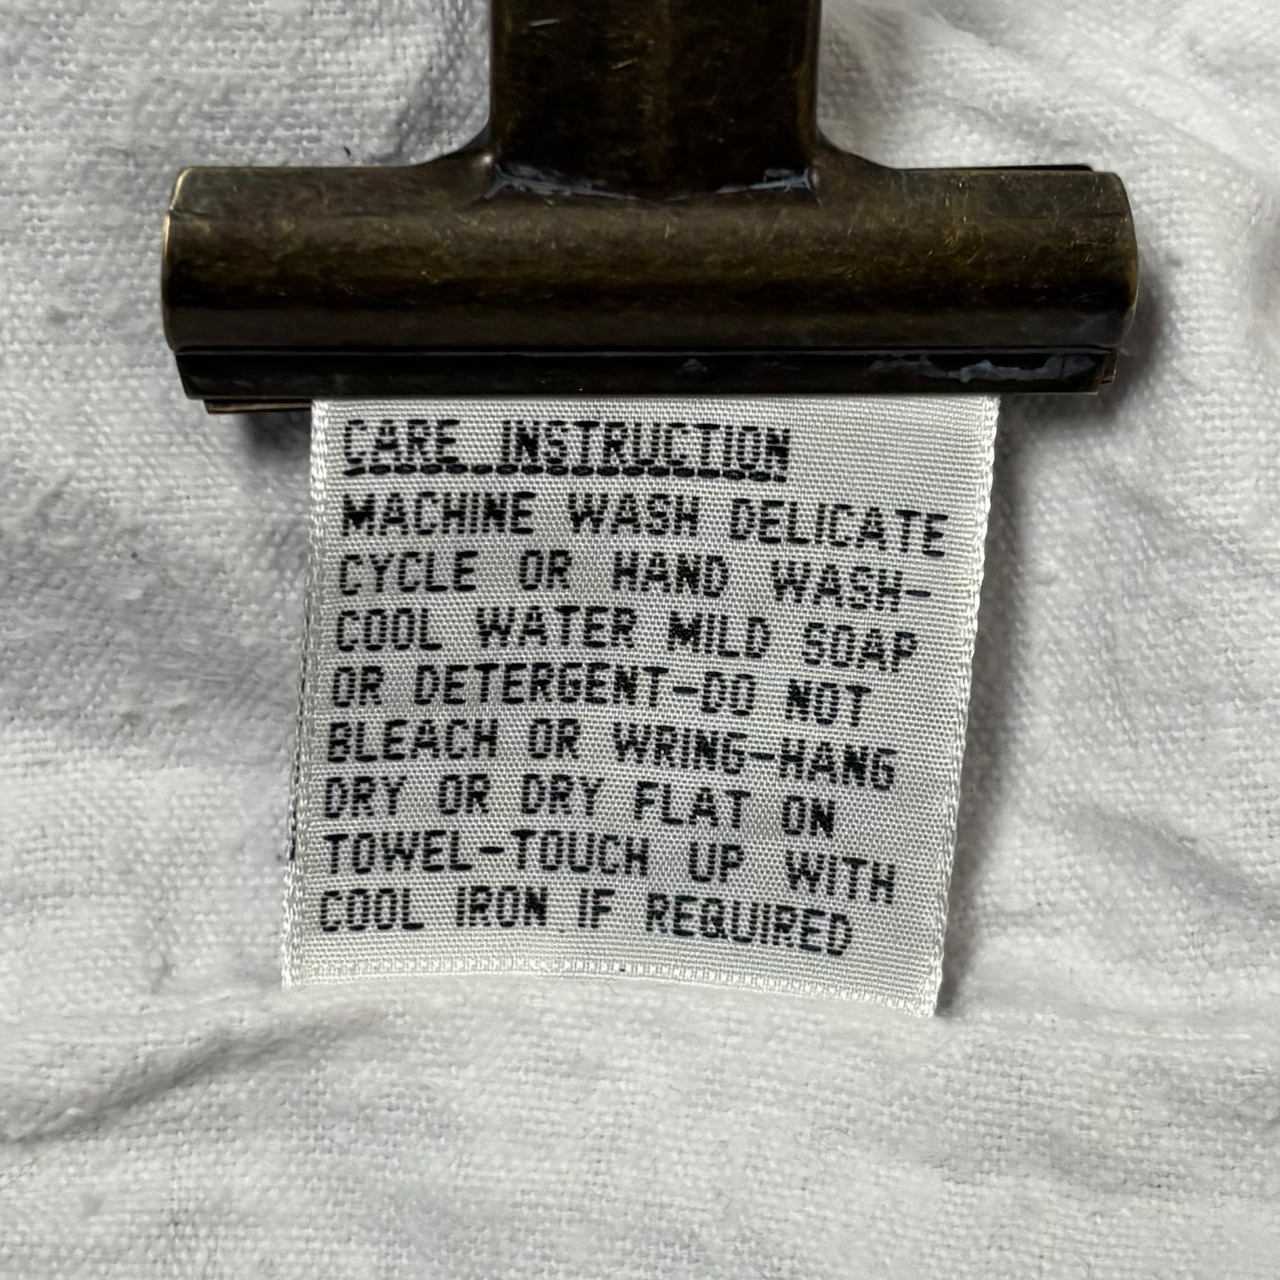 CARE INSTRUCTION
MACHINE WASH DELICATE
CYCLE OR HAND WASH-
COOL WATER MILD SOAP
OR DETERGENT-DO NOT
BLEACH OR WRING-HANG
DRY OR DRY FLAT ON
TOWEL-TOUCH UP WITH
COOL IRON IF REQUIRED